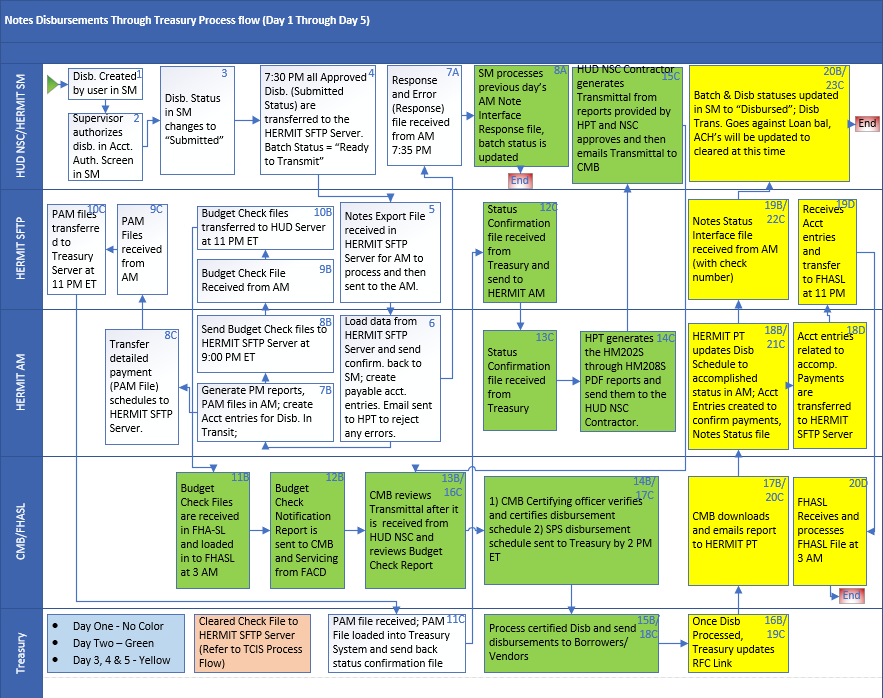 Notes Disbursements Through Treasury Process flow (Day 1 Through Day 5)
HUD NSC/HERMIT SM
1
Disb. Created
by user in SM
2
Supervisor
authorizes
disb. in Acct.
Auth. Screen
in SM
3
Disb. Status
in SM
changes to
“Submitted”
4
7:30 PM all Approved
Disb. (Submitted
Status) are
transferred to the
HERMIT SFTP Server.
Batch Status = “Ready
to Transmit”
7A
Response
and Error
(Response)
file received
from AM
7:35 PM
8A
SM processes
previous day’s
AM Note
Interface
Response file,
batch status is
updated
End
15C
HUD NSC Contractor
generates
Transmittal from
reports provided by
HPT and NSC
approves and then
emails Transmittal to
CMB
20B/
23C
Batch & Disb statuses updated
in SM to “Disbursed”; Disb
Trans. Goes against Loan bal,
ACH’s will be updated to
cleared at this time
End
HERMIT SFTP
10C
PAM files
transferre
d to
Treasury
Server at
11 PM ET
9C
PAM
Files
received
from
AM
10B
Budget Check files
transferred to HUD Server
at 11 PM ET
9B
Budget Check File
Received from AM
5
Notes Export File
received in
HERMIT SFTP
Server for AM to
process and then
sent to the AM.
12C
Status
Confirmation
file received
from
Treasury and
send to
HERMIT AM
19B/
22C
Notes Status
Interface file
received from AM
(with check
number)
19D
Receives
Acct
entries
and
transfer
to FHASL
at 11 PM
HERMIT AM
8C
Transfer
detailed
payment
(PAM File)
schedules to
HERMIT SFTP
Server.
8B
Send Budget Check files to
HERMIT SFTP Server at
9:00 PM ET
7B
Generate PM reports,
PAM files in AM; create
Acct entries for Disb. In
Transit;
6
Load data from
HERMIT SFTP
Server and send
confirm. back to
SM; create
payable acct.
entries. Email sent
to HPT to reject
any errors.
13C
Status
Confirmation
file received
from
Treasury
14C
HPT generates
the HM202S
through HM208S
PDF reports and
send them to the
HUD NSC
Contractor.
18B/
21C
HERMIT PT
updates Disb
Schedule to
accomplished
status in AM; Acct
Entries created to
confirm payments,
Notes Status file
18D
Acct entries
related to
accomp.
Payments
are
transferred to
HERMIT
SFTP Server
CMB/FHASL
11B
Budget
Check Files
are received
in FHA-SL
and loaded
in to FHASL
at 3 AM
12B
Budget
Check
Notification
Report is
sent to CMB
and Servicing
from FACD
13B/
16C
CMB reviews
Transmittal after it
is received from
HUD NSC and
reviews Budget
Check Report
14B/
17C
1) CMB Certifying officer verifies
and certifies disbursement
schedule 2) SPS disbursement
schedule sent to Treasury by 2 PM
ET
17B/
20C
CMB downloads
and emails report
to HERMIT PT
20D
FHASL
Receives and
processes
FHASL File at
3 AM
End
Treasury
• Day One - No Color
• Day Two – Green
• Day 3, 4 & 5 - Yellow
Cleared Check File to
HERMIT SFTP Server
(Refer to TCIS Process
Flow)
11C
PAM file received; PAM
File loaded into Treasury
System and send back
status confirmation file
15B/
18C
Process certified Disb and send
disbursements to Borrowers/
Vendors
16B/
19C
Once Disb
Processed,
Treasury updates
RFC Link